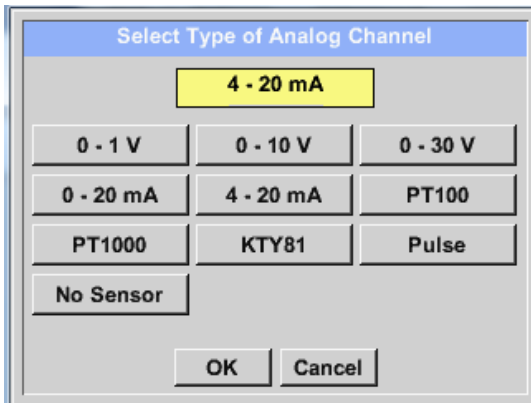 Select Type of Analog Channel
4 - 20 mA
0 - 1 V
0 - 10 V
0 - 30 V
0 - 20 mA
4 - 20 mA
PT100
PT1000
KTY81
Pulse
No Sensor
OK
Cancel